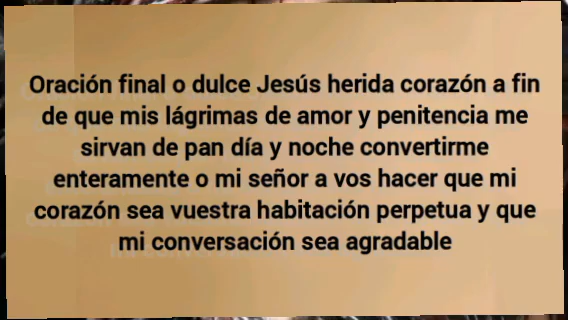 Oración final o dulce Jesús herida corazón a fin
de que mis lágrimas de amor y penitencia me
sirvan de pan día y noche convertirme
enteramente o mi señor a vos hacer que mi
corazón sea vuestra habitación perpetua y que
mi conversación sea agradable